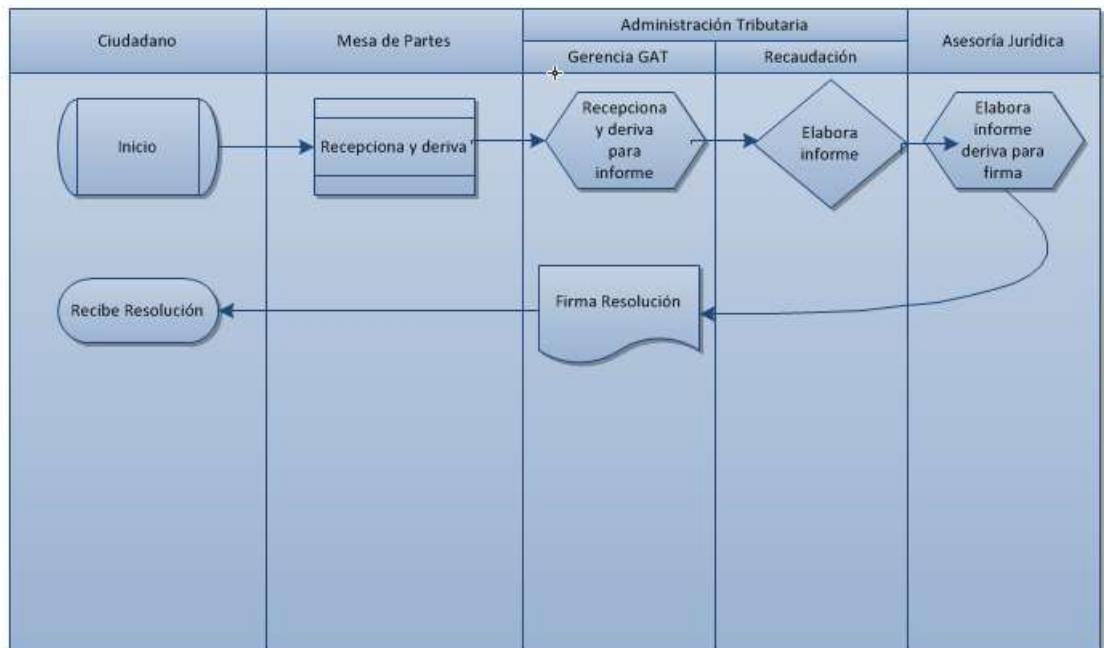 Ciudadano
Mesa de Partes
Administración Tributaria
Gerencia GAT
Recaudación
Asesoría Jurídica
Inicio
Recepciona y deriva
Recepciona
y deriva
para
informe
Elabora
informe
Elabora
informe
deriva para
firma
Recibe Resolución
Firma Resolución